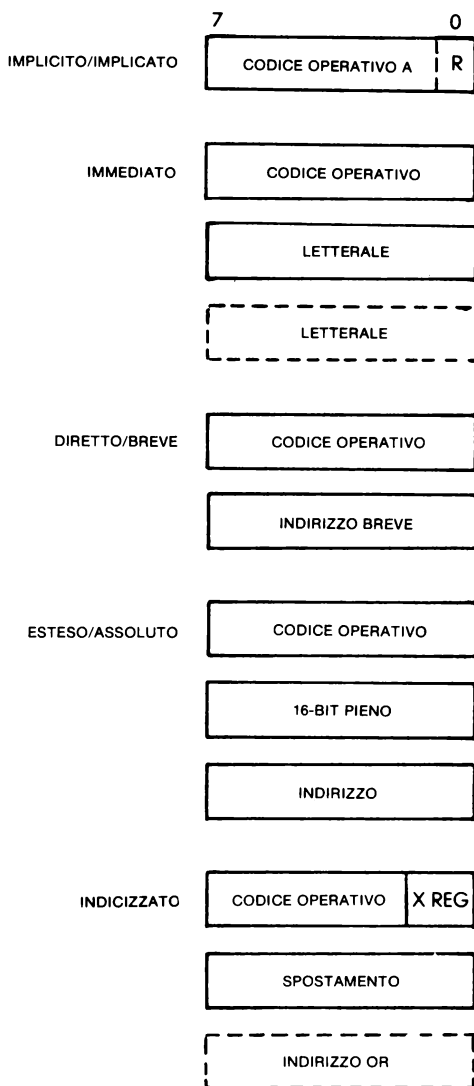 7 0
IMPLICITO/IMPLICATO CODICE OPERATIVO A R
IMMEDIATO CODICE OPERATIVO
LETTERALE
LETTERALE
DIRETTO/BREVE CODICE OPERATIVO
INDIRIZZO BREVE
ESTESO/ASSOLUTO CODICE OPERATIVO
16-BIT PIENO
INDIRIZZO
INDICIZZATO CODICE OPERATIVO X REG
SPOSTAMENTO
INDIRIZZO OR